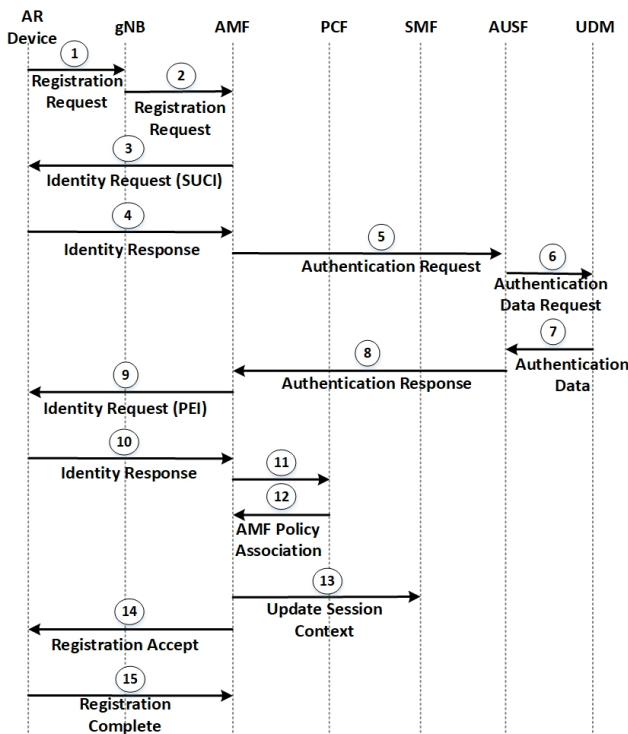 AR Device
gNB
AMF
PCF
SMF
AUSF
UDM
1
Registration
Request
2
Registration
Request
3
Identity Request (SUCI)
4
Identity Response
5
Authentication Request
6
Authentication
Data Request
7
Authentication
Data
8
Authentication Response
9
Identity Request (PEI)
10
Identity Response
11
12
AMF Policy
Association
13
Update Session
Context
14
Registration Accept
15
Registration
Complete